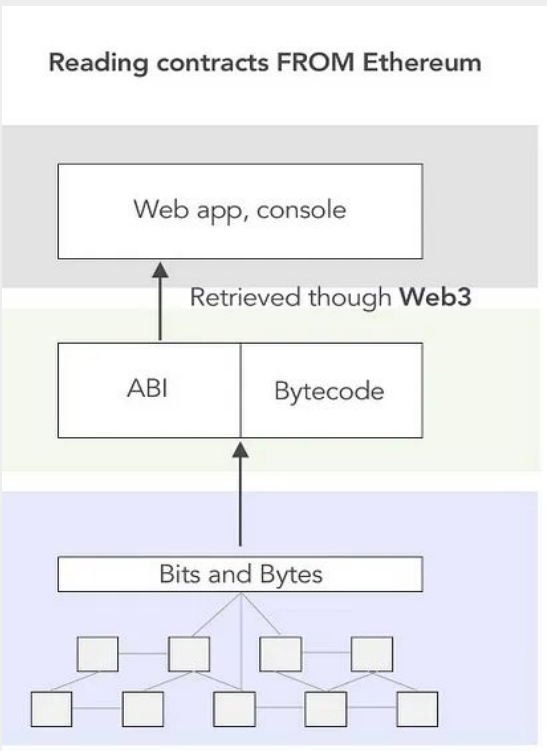 Reading contracts FROM Ethereum
Web app, console
Retrieved though Web3
ABI
Bytecode
Bits and Bytes